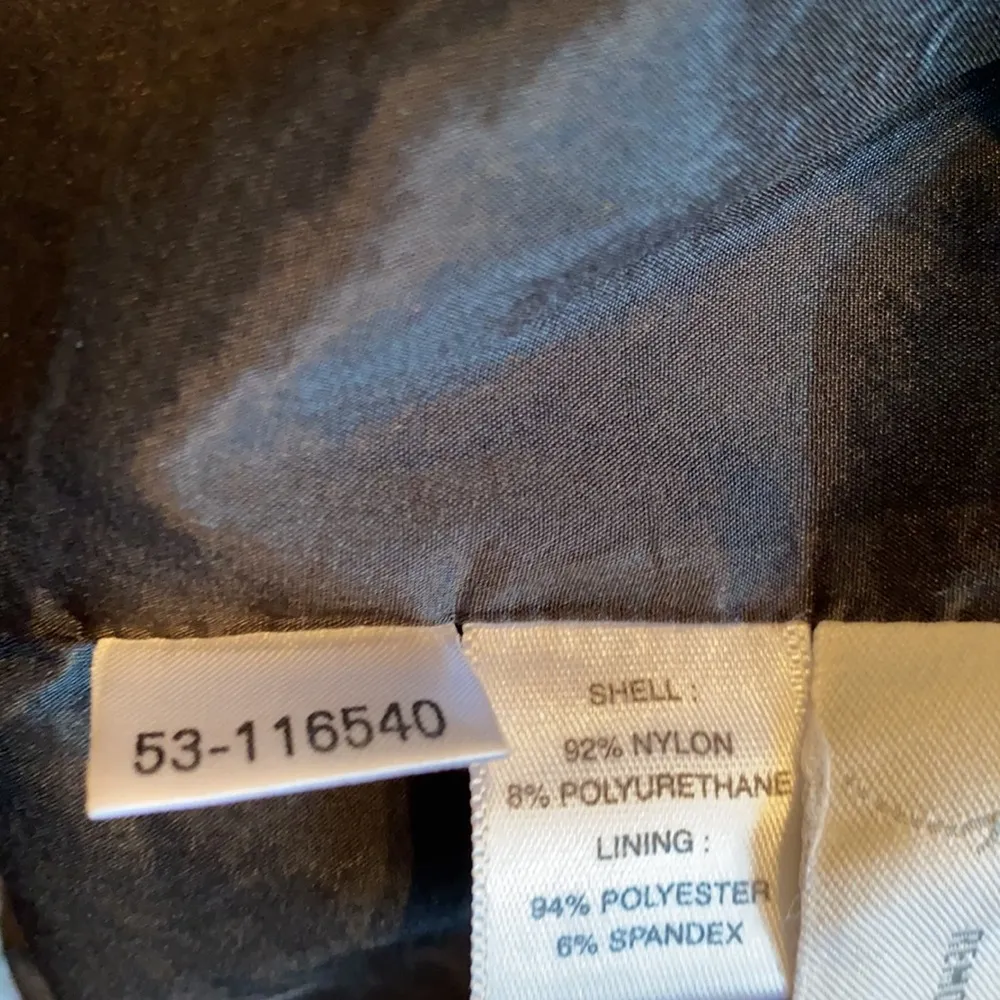 53-116540
SHELL :
92% NYLON
8% POLYURETHANE
LINING :
94% POLYESTER
6% SPANDEX